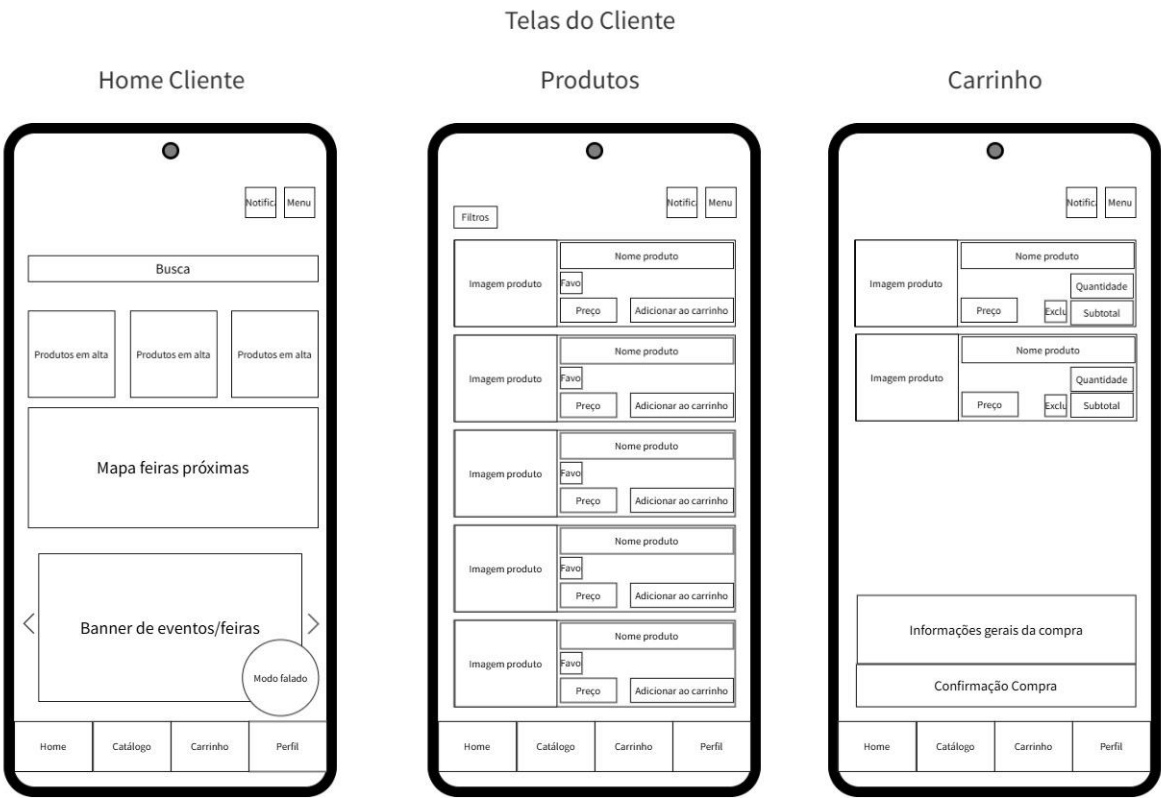 Telas do Cliente
Home Cliente
Notific
Menu
Busca
Produtos em alta
Produtos em alta
Produtos em alta
Mapa feiras próximas
Banner de eventos/feiras
Modo falado
Home
Catálogo
Carrinho
Perfil
Produtos
Notific
Menu
Filtros
Imagem produto
Nome produto
Favo
Preço
Adicionar ao carrinho
Imagem produto
Nome produto
Favo
Preço
Adicionar ao carrinho
Imagem produto
Nome produto
Favo
Preço
Adicionar ao carrinho
Imagem produto
Nome produto
Favo
Preço
Adicionar ao carrinho
Imagem produto
Nome produto
Favo
Preço
Adicionar ao carrinho
Home
Catálogo
Carrinho
Perfil
Carrinho
Notific
Menu
Imagem produto
Nome produto
Quantidade
Preço
Exclu
Subtotal
Imagem produto
Nome produto
Quantidade
Preço
Exclu
Subtotal
Informações gerais da compra
Confirmação Compra
Home
Catálogo
Carrinho
Perfil